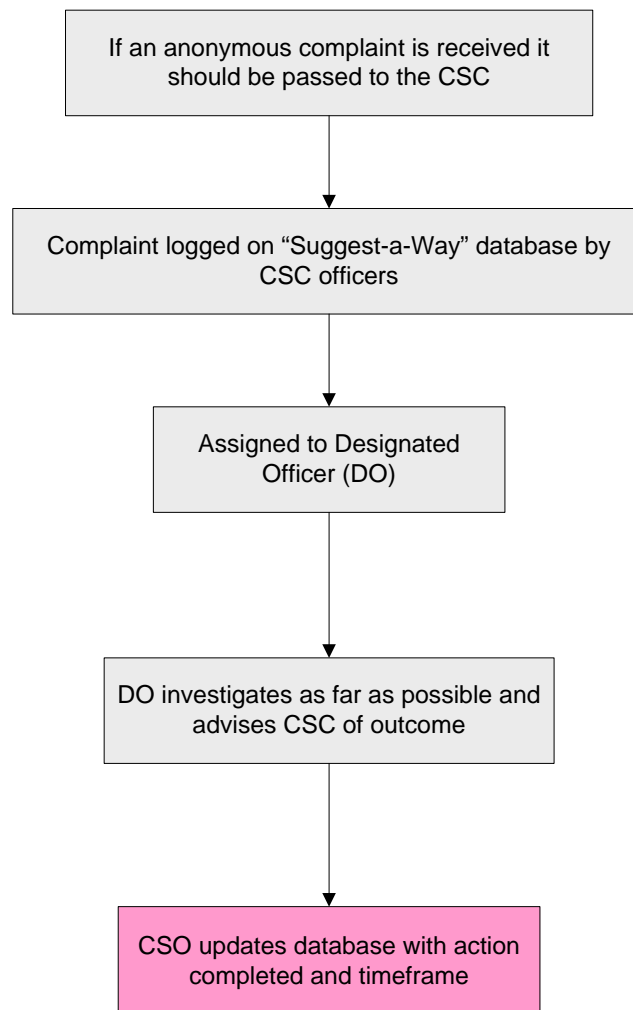 If an anonymous complaint is received it
should be passed to the CSC
Complaint logged on “Suggest-a-Way” database by
CSC officers
Assigned to Designated
Officer (DO)
DO investigates as far as possible and
advises CSC of outcome
CSO updates database with action
completed and timeframe